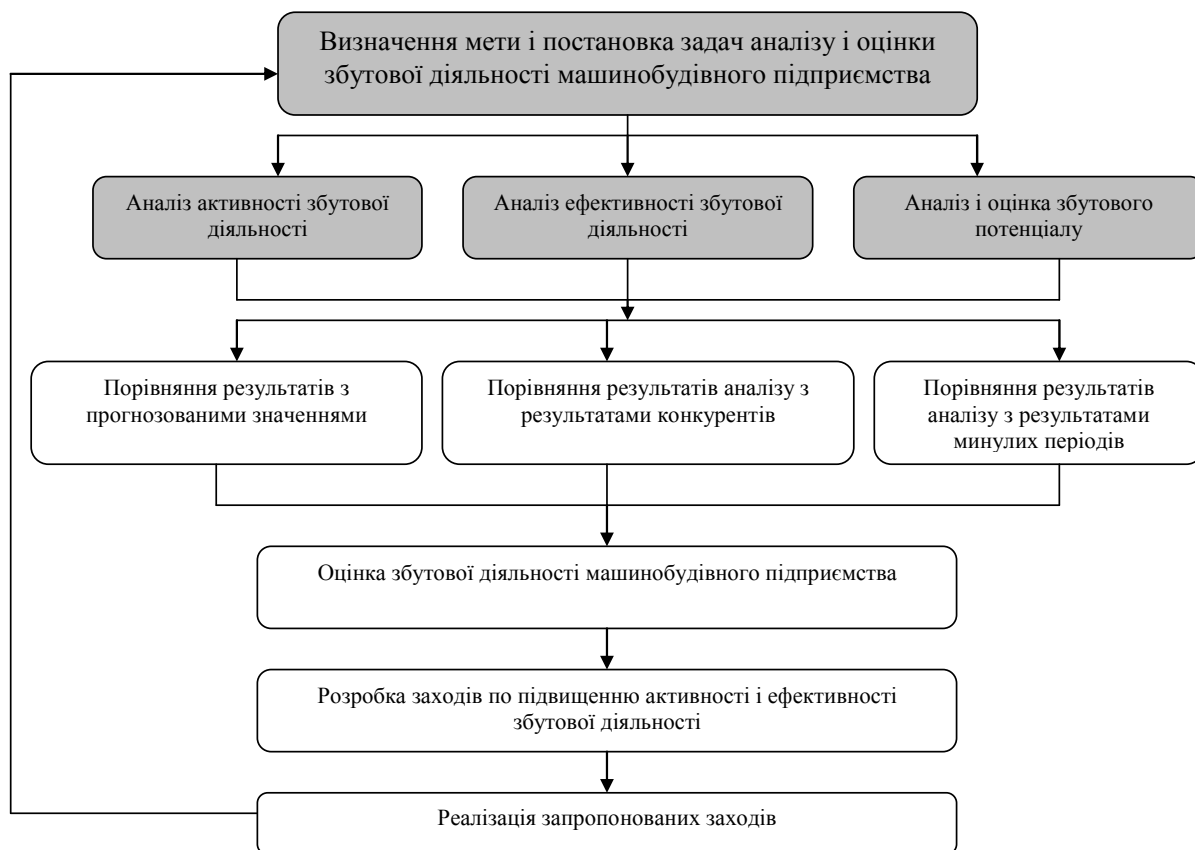 Визначення мети і постановка задач аналізу і оцінки
збутової діяльності машинобудівного підприємства
Аналіз активності збутової
діяльності
Аналіз ефективності збутової
діяльності
Аналіз і оцінка збутового
потенціалу
Порівняння результатів з
прогнозованими значеннями
Порівняння результатів аналізу з
результатами конкурентів
Порівняння результатів
аналізу з результатами
минулих періодів
Оцінка збутової діяльності машинобудівного підприємства
Розробка заходів по підвищенню активності і ефективності
збутової діяльності
Реалізація запропонованих заходів